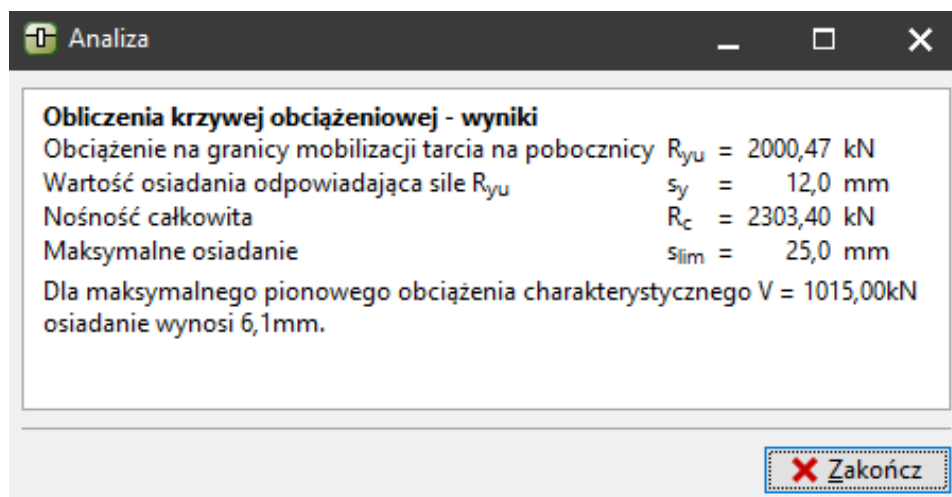 Analiza
Obliczenia krzywej obciążeniowej - wyniki
Obciążenie na granicy mobilizacji tarcia na pobocznicy Ryu = 2000,47 kN
Wartość osiadania odpowiadająca sile Ryu sy = 12,0 mm
Nośność całkowita Rc = 2303,40 kN
Maksymalne osiadanie slim = 25,0 mm
Dla maksymalnego pionowego obciążenia charakterystycznego V = 1015,00kN
osiadanie wynosi 6,1mm.
Zakończ